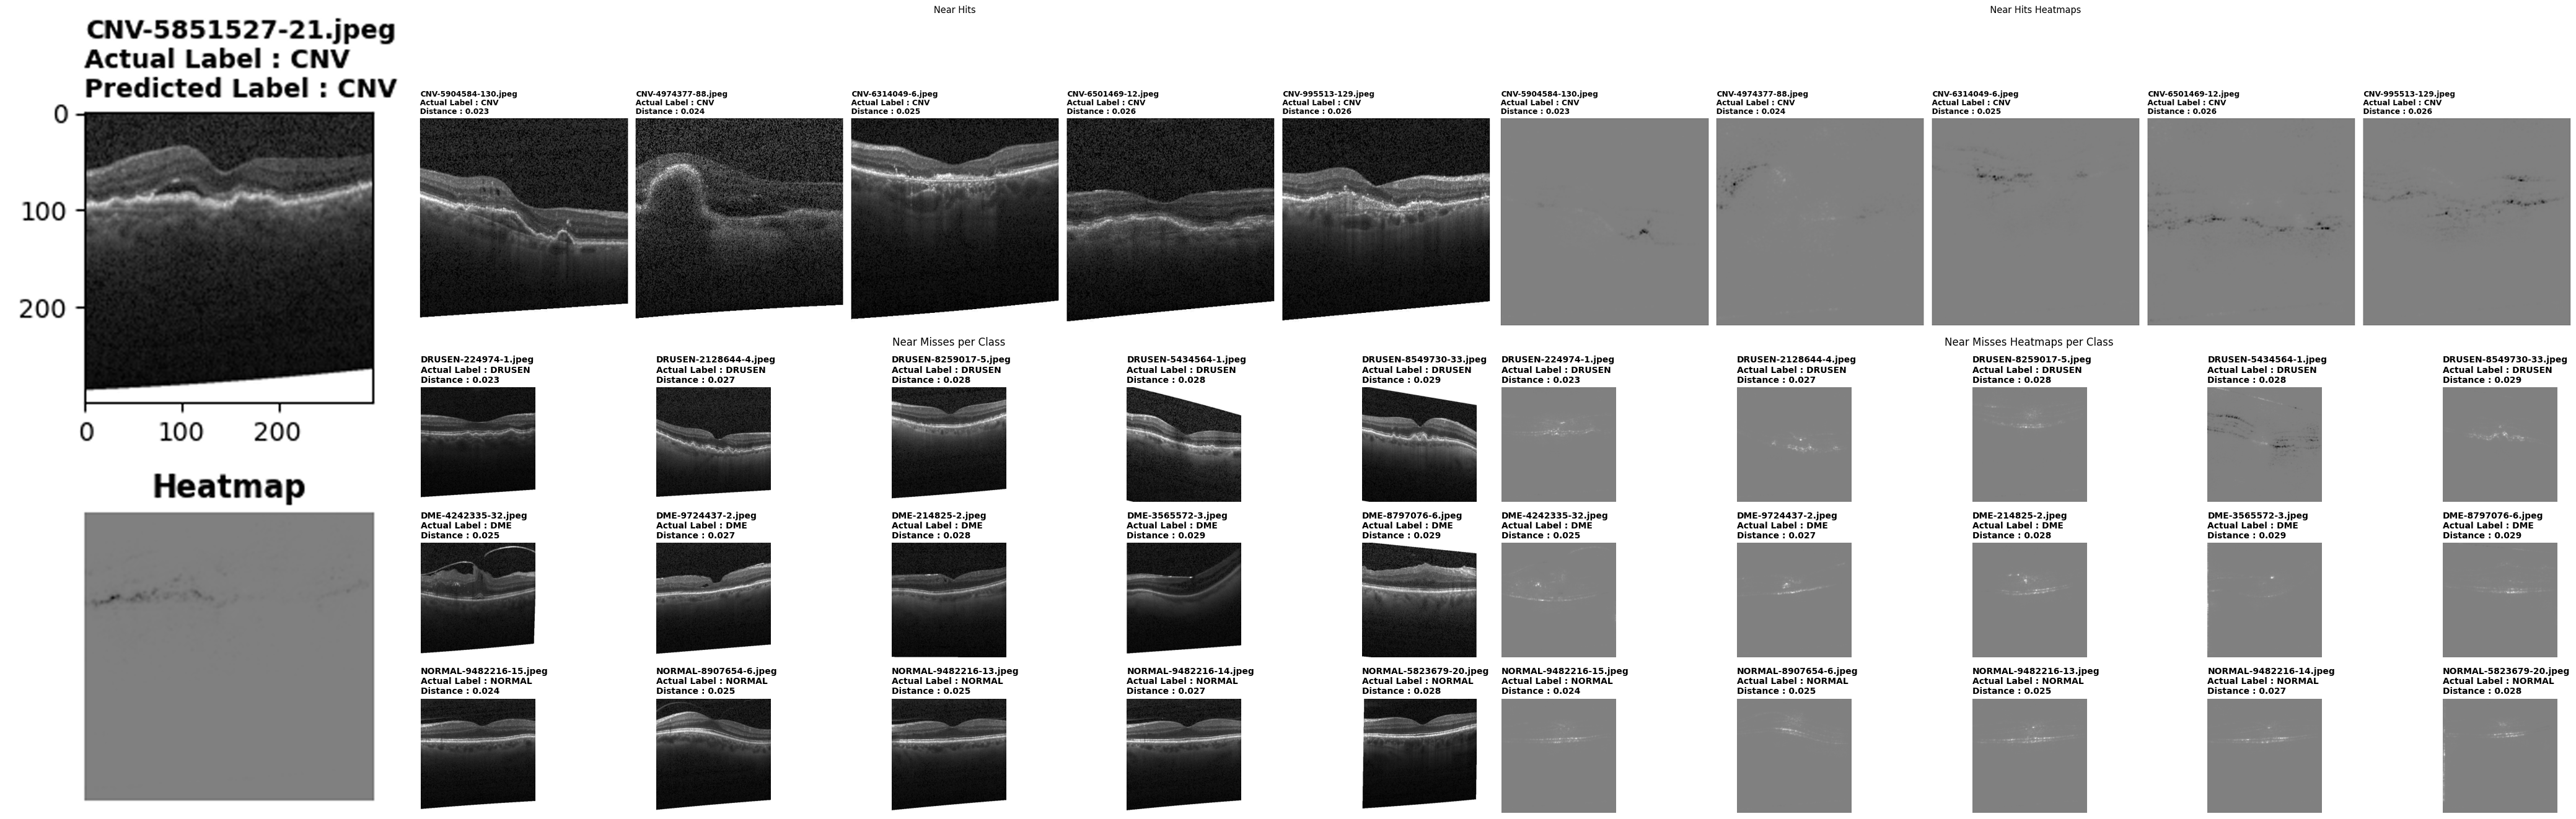 CNV-5851527-21.jpeg
Actual Label : CNV
Predicted Label : CNV
0
100
200
0
100
200
Heatmap
Near Hits
CNV-5904584-130.jpeg
Actual Label : CNV
Distance : 0.023
CNV-4974377-88.jpeg
Actual Label : CNV
Distance : 0.024
CNV-6314049-6.jpeg
Actual Label : CNV
Distance : 0.025
CNV-6501469-12.jpeg
Actual Label : CNV
Distance : 0.026
CNV-995513-129.jpeg
Actual Label : CNV
Distance : 0.026
Near Hits Heatmaps
CNV-5904584-130.jpeg
Actual Label : CNV
Distance : 0.023
CNV-4974377-88.jpeg
Actual Label : CNV
Distance : 0.024
CNV-6314049-6.jpeg
Actual Label : CNV
Distance : 0.025
CNV-6501469-12.jpeg
Actual Label : CNV
Distance : 0.026
CNV-995513-129.jpeg
Actual Label : CNV
Distance : 0.026
Near Misses per Class
DRUSEN-224974-1.jpeg
Actual Label : DRUSEN
Distance : 0.023
DRUSEN-2128644-4.jpeg
Actual Label : DRUSEN
Distance : 0.027
DRUSEN-8259017-5.jpeg
Actual Label : DRUSEN
Distance : 0.028
DRUSEN-5434564-1.jpeg
Actual Label : DRUSEN
Distance : 0.028
DRUSEN-8549730-33.jpeg
Actual Label : DRUSEN
Distance : 0.029
DME-4242335-32.jpeg
Actual Label : DME
Distance : 0.025
DME-9724437-2.jpeg
Actual Label : DME
Distance : 0.027
DME-214825-2.jpeg
Actual Label : DME
Distance : 0.028
DME-3565572-3.jpeg
Actual Label : DME
Distance : 0.029
DME-8797076-6.jpeg
Actual Label : DME
Distance : 0.029
NORMAL-9482216-15.jpeg
Actual Label : NORMAL
Distance : 0.024
NORMAL-8907654-6.jpeg
Actual Label : NORMAL
Distance : 0.025
NORMAL-9482216-13.jpeg
Actual Label : NORMAL
Distance : 0.025
NORMAL-9482216-14.jpeg
Actual Label : NORMAL
Distance : 0.027
NORMAL-5823679-20.jpeg
Actual Label : NORMAL
Distance : 0.028
Near Misses Heatmaps per Class
DRUSEN-224974-1.jpeg
Actual Label : DRUSEN
Distance : 0.023
DRUSEN-2128644-4.jpeg
Actual Label : DRUSEN
Distance : 0.027
DRUSEN-8259017-5.jpeg
Actual Label : DRUSEN
Distance : 0.028
DRUSEN-5434564-1.jpeg
Actual Label : DRUSEN
Distance : 0.028
DRUSEN-8549730-33.jpeg
Actual Label : DRUSEN
Distance : 0.029
DME-4242335-32.jpeg
Actual Label : DME
Distance : 0.025
DME-9724437-2.jpeg
Actual Label : DME
Distance : 0.027
DME-214825-2.jpeg
Actual Label : DME
Distance : 0.028
DME-3565572-3.jpeg
Actual Label : DME
Distance : 0.029
DME-8797076-6.jpeg
Actual Label : DME
Distance : 0.029
NORMAL-9482216-15.jpeg
Actual Label : NORMAL
Distance : 0.024
NORMAL-8907654-6.jpeg
Actual Label : NORMAL
Distance : 0.025
NORMAL-9482216-13.jpeg
Actual Label : NORMAL
Distance : 0.025
NORMAL-9482216-14.jpeg
Actual Label : NORMAL
Distance : 0.027
NORMAL-5823679-20.jpeg
Actual Label : NORMAL
Distance : 0.028